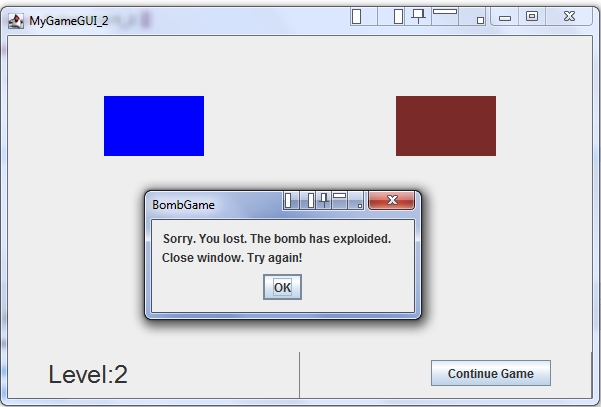 MyGameGUI_2
BombGame
Sorry. You lost. The bomb has exploided.
Close window. Try again!
OK
Level:2
Continue Game